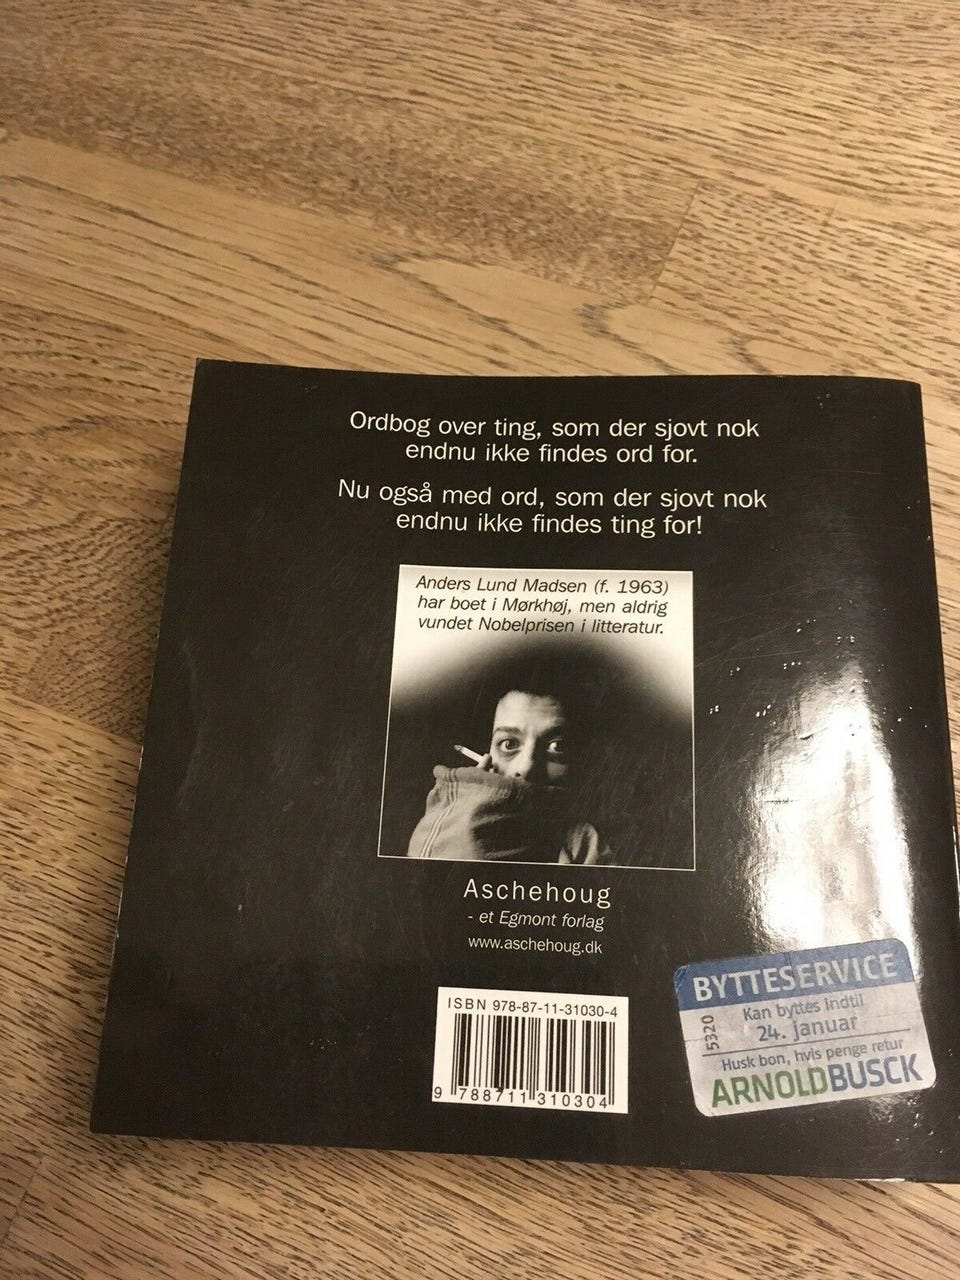 Ordbog over ting, som der sjovt nok
endnu ikke findes ord for.
Nu også med ord, som der sjovt nok
endnu ikke findes ting for!
Anders Lund Madsen (f. 1963)
har boet i Mørkhøj, men aldrig
vundet Nobelprisen i litteratur.
Aschehoug
- et Egmont forlag
www.aschehoug.dk
ISBN 978-87-11-31030-4
9 788711 310304
BYTTESERVICE
Kan byttes indtil
24. januar
5320
Husk bon, hvis penge retur
ARNOLDBUSCK